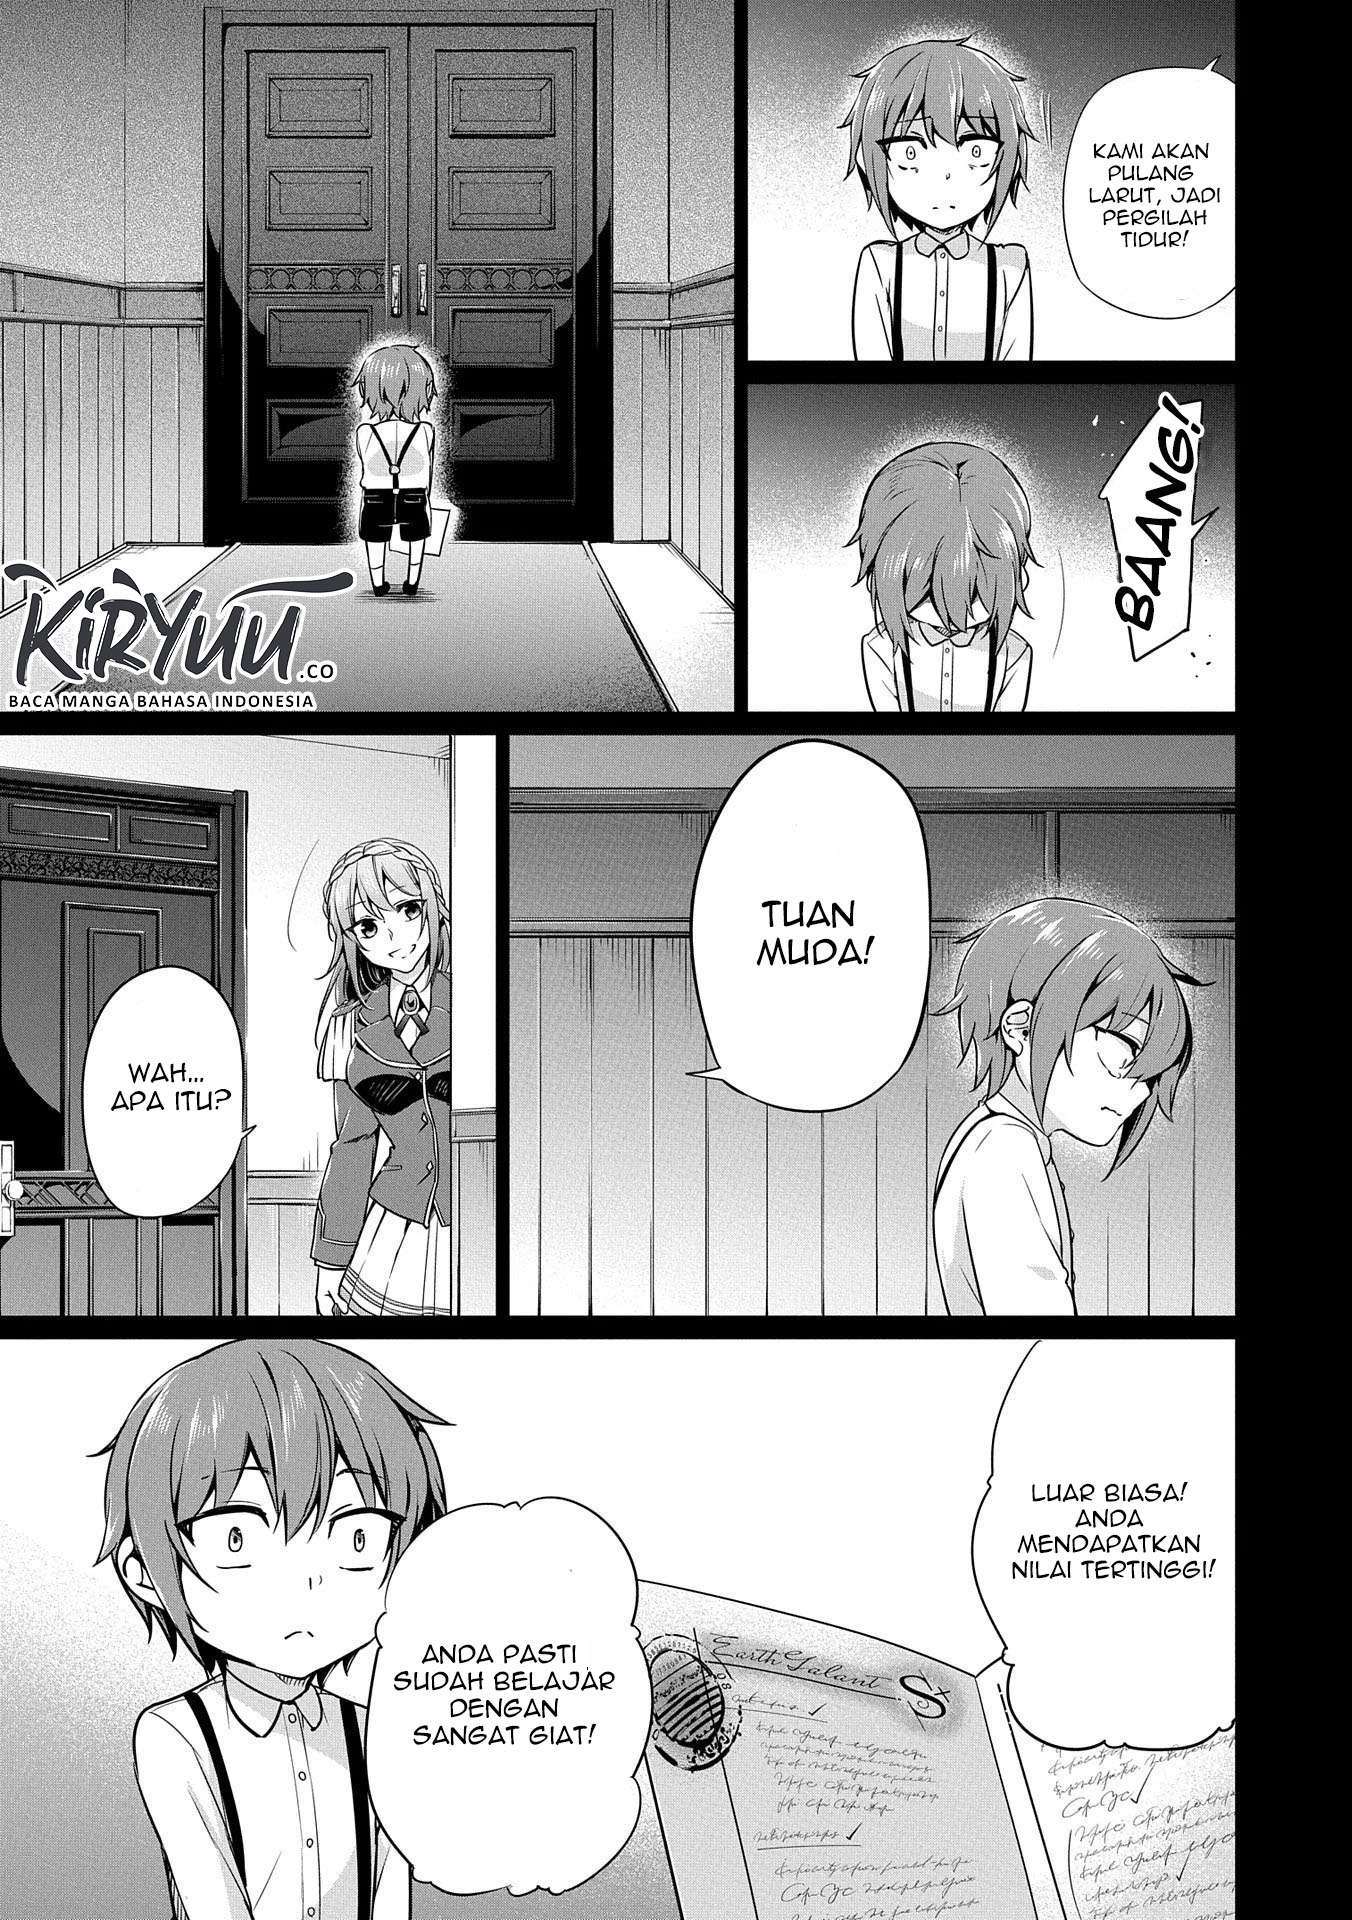 KAMI AKAN
PULANG
LARUT, JADI
PERGILAH
TIDUR!
BAANG!
KIRYUU.CO
BACA MANGA BAHASA INDONESIA
TUAN
MUDA!
WAH...
APA ITU?
LUAR BIASA!
ANDA
MENDAPATKAN
NILAI TERTINGGI!
Earth Galant S+
ANDA PASTI
SUDAH BELAJAR
DENGAN
SANGAT GIAT!